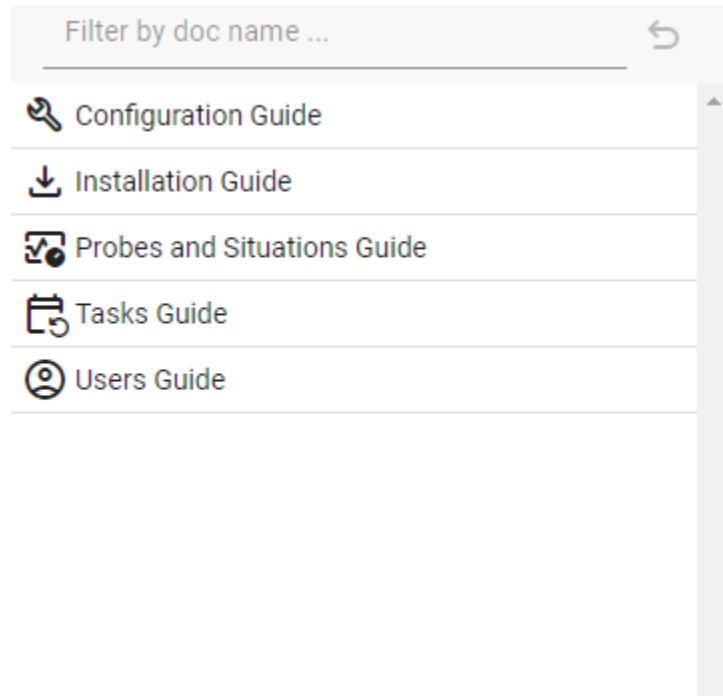 Filter by doc name ...
Configuration Guide
Installation Guide
Probes and Situations Guide
Tasks Guide
Users Guide